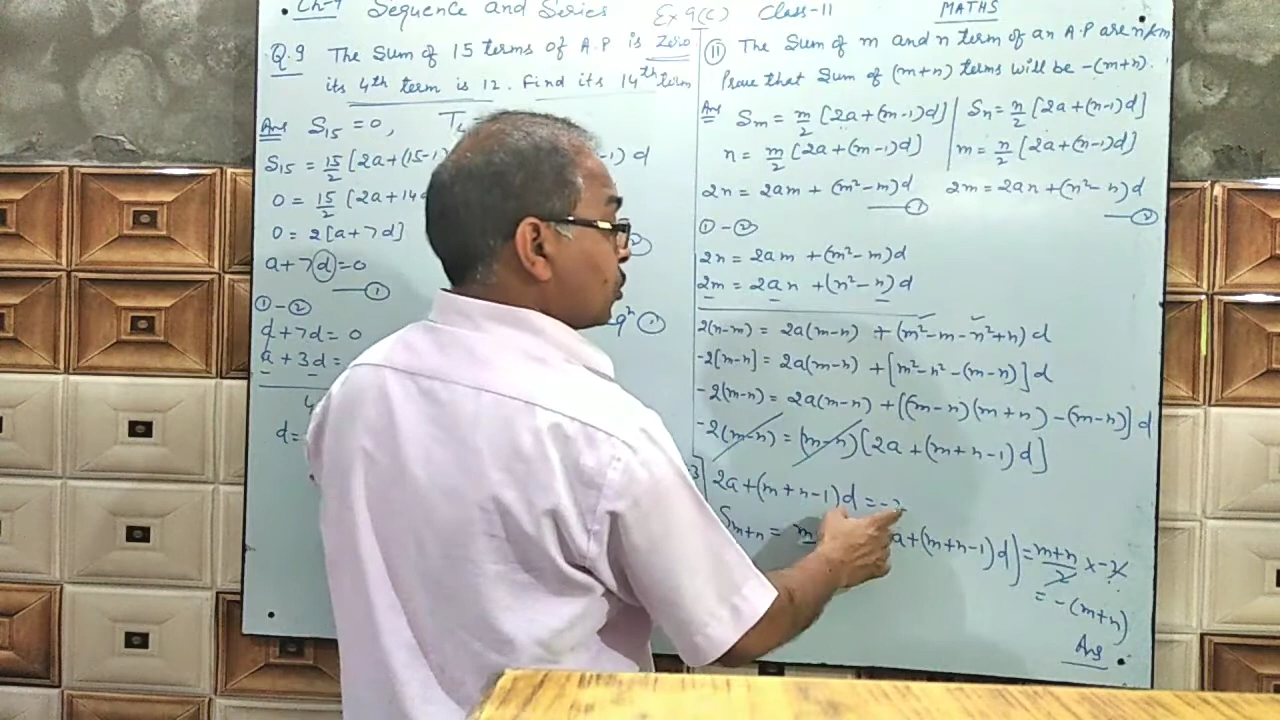 Ch-9 Sequence and Series Ex 9(C) Class-11 MATHS
Q.9 The Sum of 15 terms of A.P is Zero
its 4th term is 12. Find its 14th term
Ans S₁₅ = 0,
S₁₅ = 15/2 [2a+(15-1)
-1) d
0 = 15/2 [2a+14d
0 = 2[a+7d]
a+7d=0
①
①-②
a+7d=0
a+3d=
d=
②
①
⑪ The Sum of m and n term of an A.P are n & m
Prove that Sum of (m+n) terms will be -(m+n).
Ans Sm = m/2 [2a+(m-1)d] | Sn = n/2 [2a+(n-1)d]
n = m/2 [2a+(m-1)d] | m = n/2 [2a+(n-1)d]
2n = 2am + (m²-m)d 2m = 2an + (n²-n)d
① ②
①-②
2n = 2am + (m²-m)d
2m = 2an + (n²-n)d
2(n-m) = 2a(m-n) + (m²-m-n²+n)d
-2[m-n] = 2a(m-n) + [m²-n²-(m-n)]d
-2(m-n) = 2a(m-n) + [(m-n)(m+n)-(m-n)]d
-2(m-n) = (m-n)[2a+(m+n-1)d]
2a+(m+n-1)d = -2
Sm+n = a+(m+n-1)d] = m+n/2 x -2
= -(m+n)
Ans